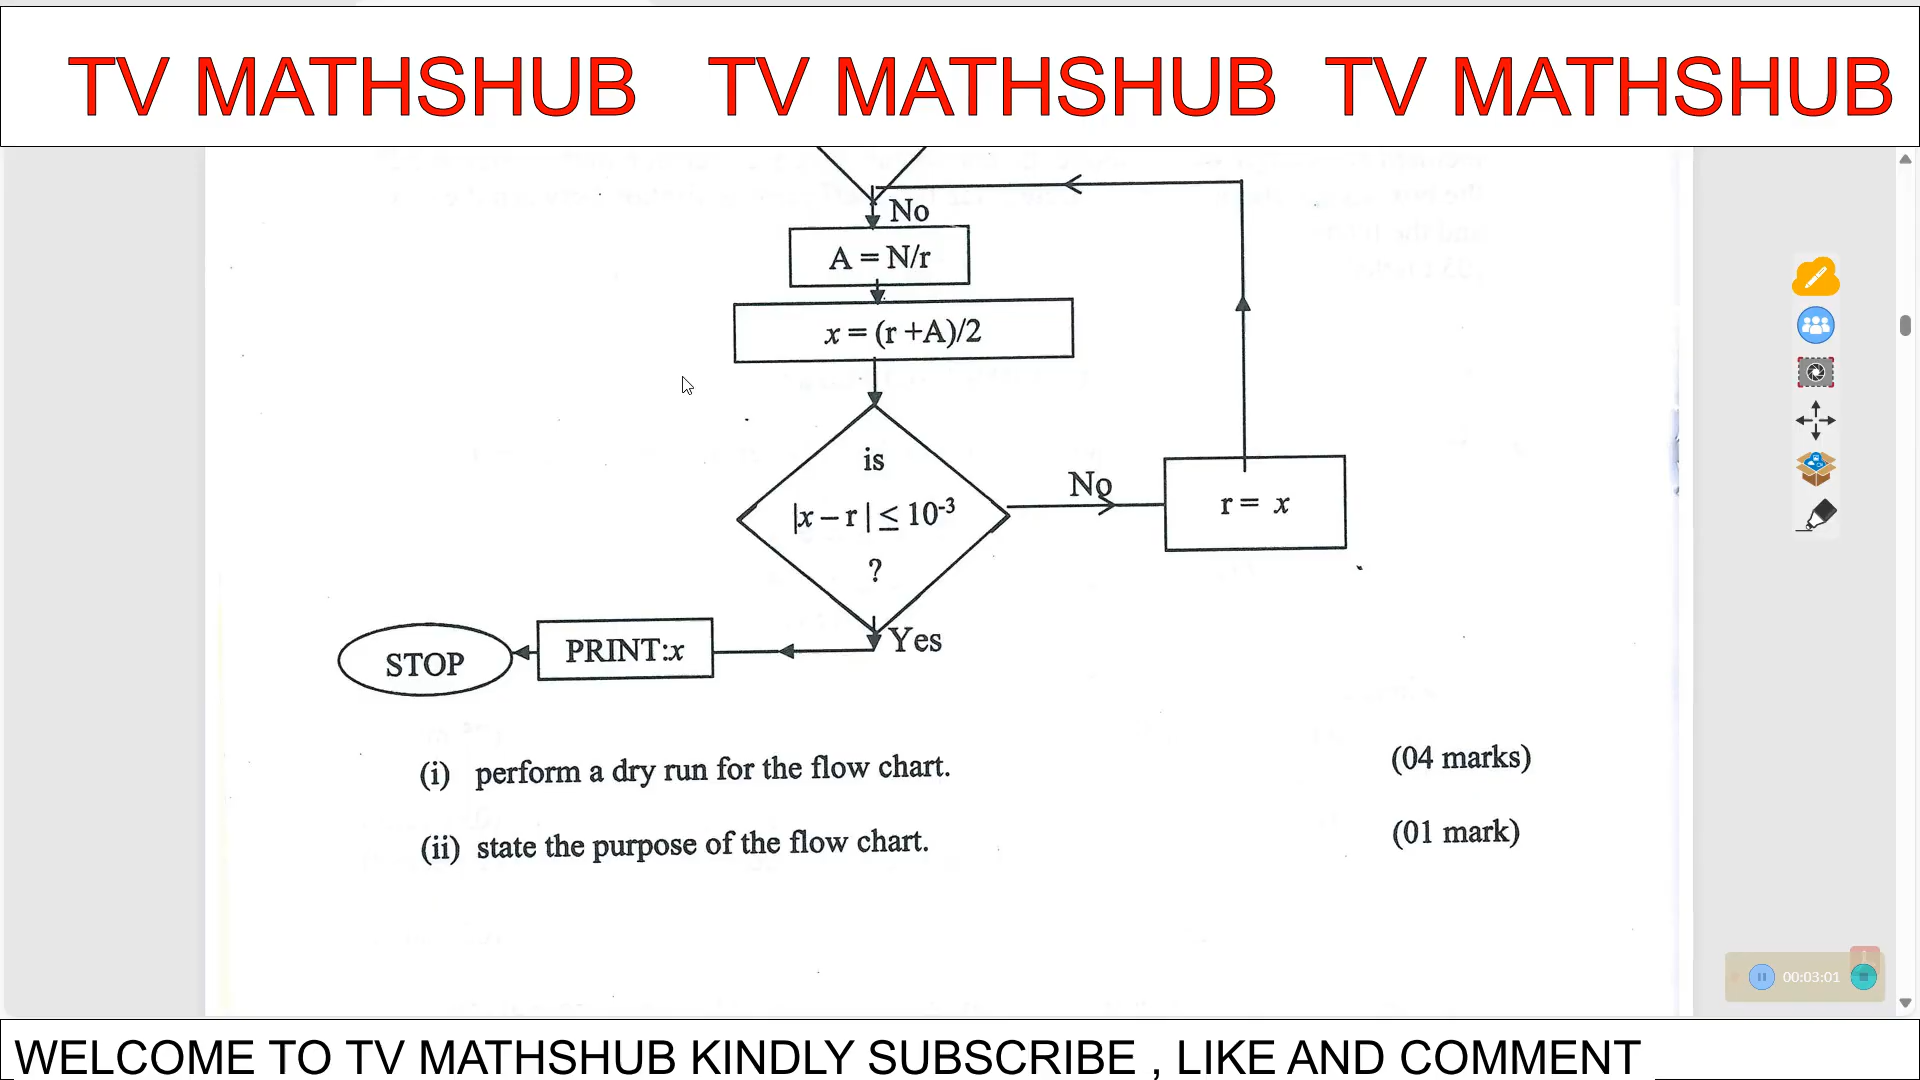 TV MATHSHUB TV MATHSHUB TV MATHSHUB
No
A = N/r
x = (r +A)/2
is
|x – r | ≤ 10⁻³
?
No
r = x
Yes
PRINT:x
STOP
(i) perform a dry run for the flow chart. (04 marks)
(ii) state the purpose of the flow chart. (01 mark)
00:03:01
WELCOME TO TV MATHSHUB KINDLY SUBSCRIBE , LIKE AND COMMENT